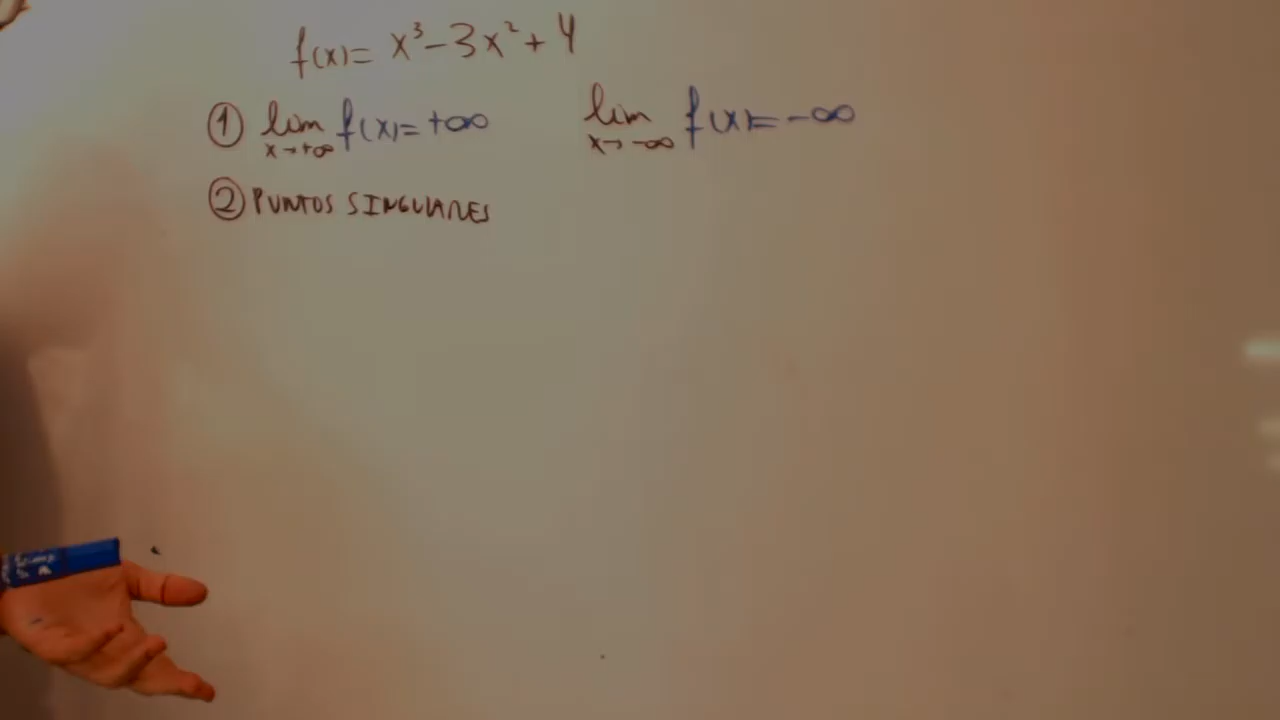 f(x)= x³-3x²+4
① lim x→+∞ f(x)=+∞ lim x→-∞ f(x)=-∞
② PUNTOS SINGULARES